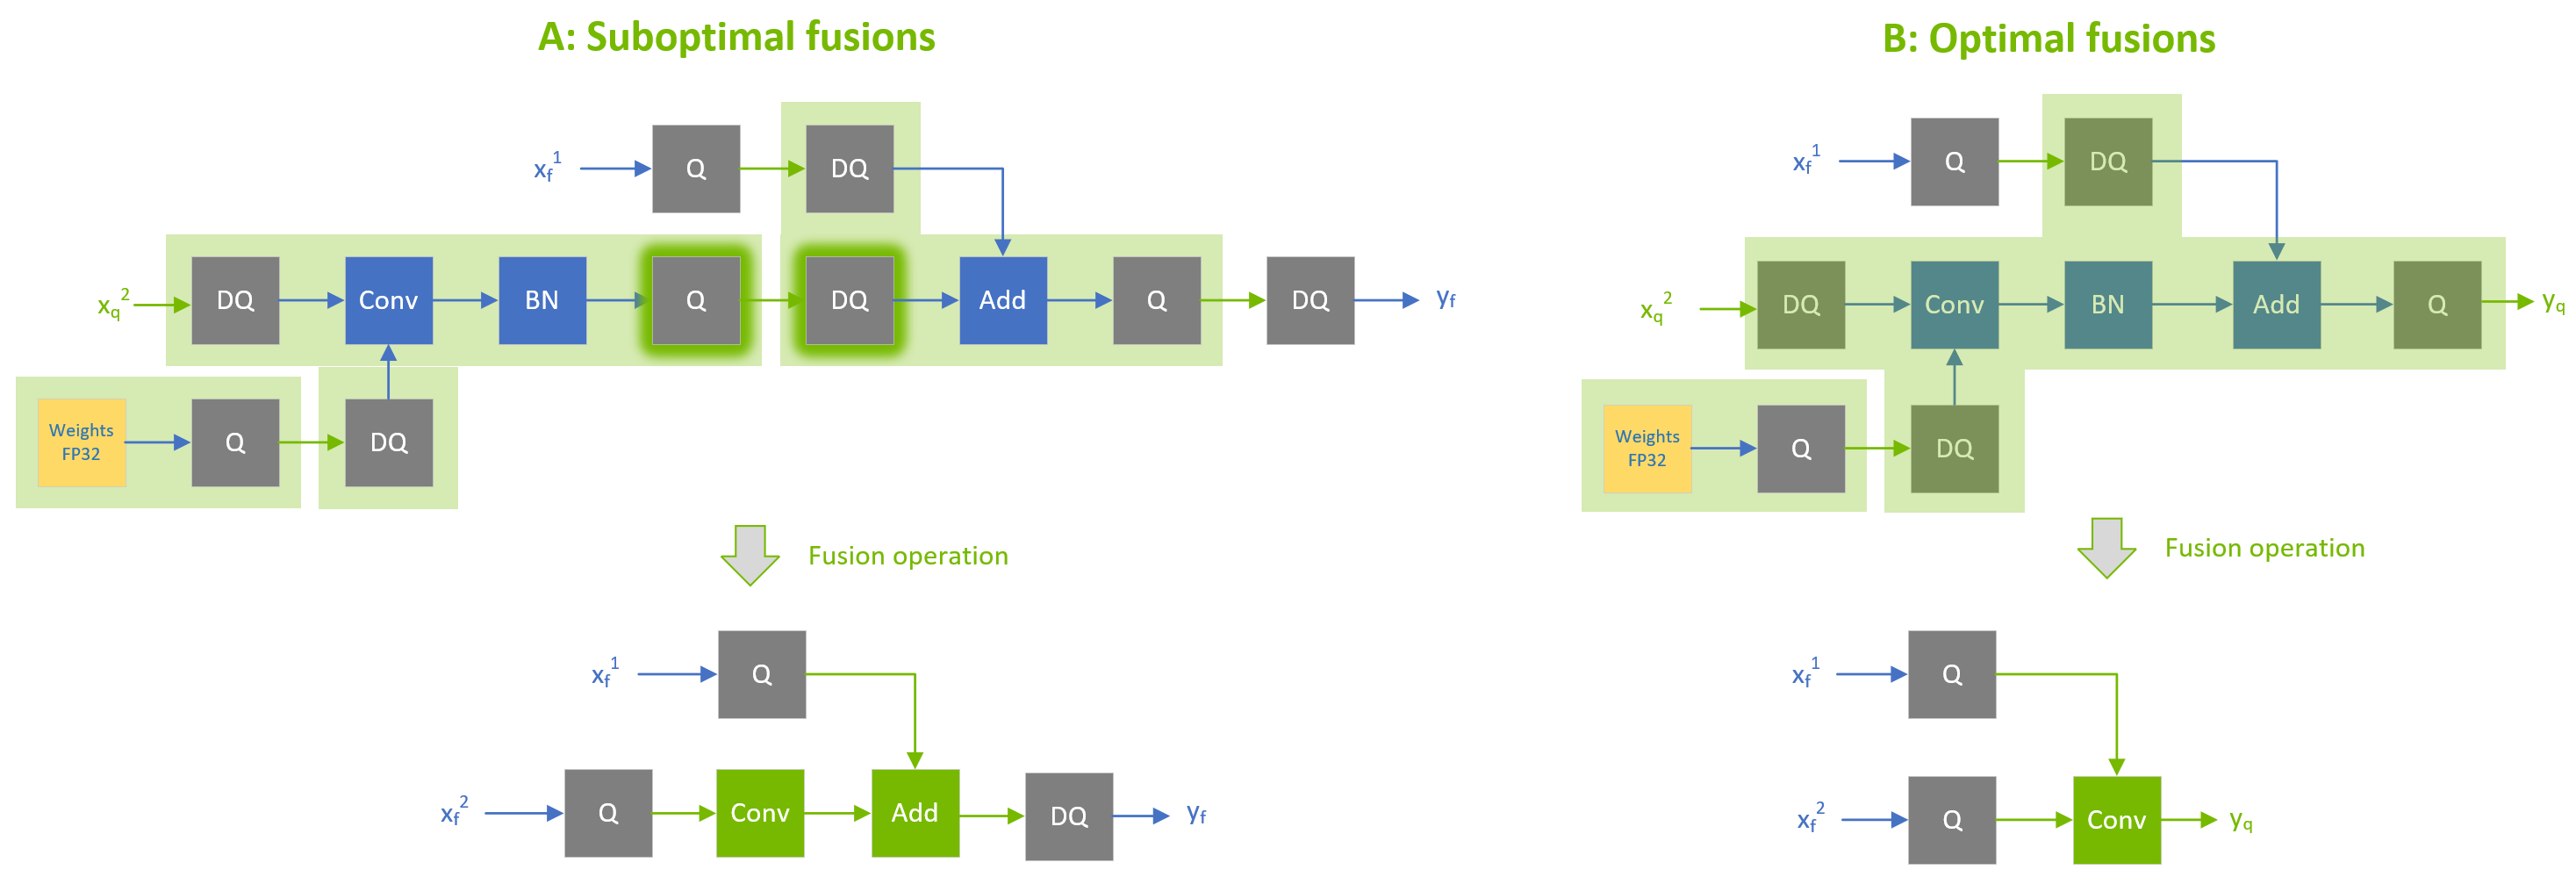 A: Suboptimal fusions
x_f^1
Q
DQ
x_q^2
DQ
Conv
BN
Q
DQ
Add
Q
DQ
y_f
Weights
FP32
Q
DQ
Fusion operation
x_f^1
Q
x_f^2
Q
Conv
Add
DQ
y_f
B: Optimal fusions
x_f^1
Q
DQ
x_q^2
DQ
Conv
BN
Add
Q
y_q
Weights
FP32
Q
DQ
Fusion operation
x_f^1
Q
x_f^2
Q
Conv
y_q